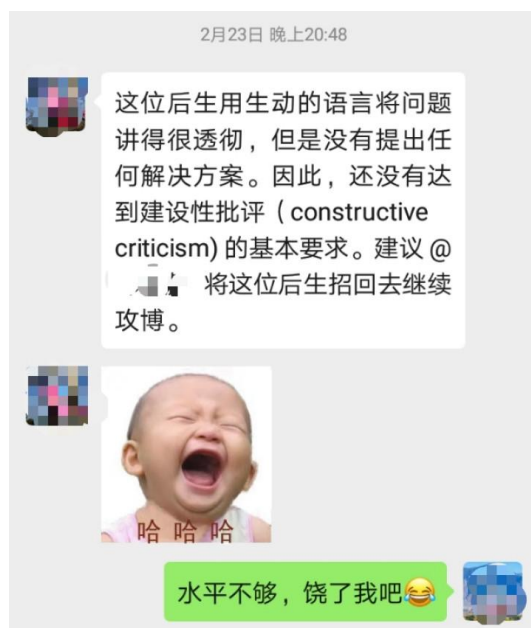 2月23日 晚上20:48
这位后生用生动的语言将问题
讲得很透彻，但是没有提出任
何解决方案。因此，还没有达
到建设性批评（constructive
criticism) 的基本要求。建议 @
将这位后生招回去继续
攻博。
哈 哈 哈
水平不够，饶了我吧😂